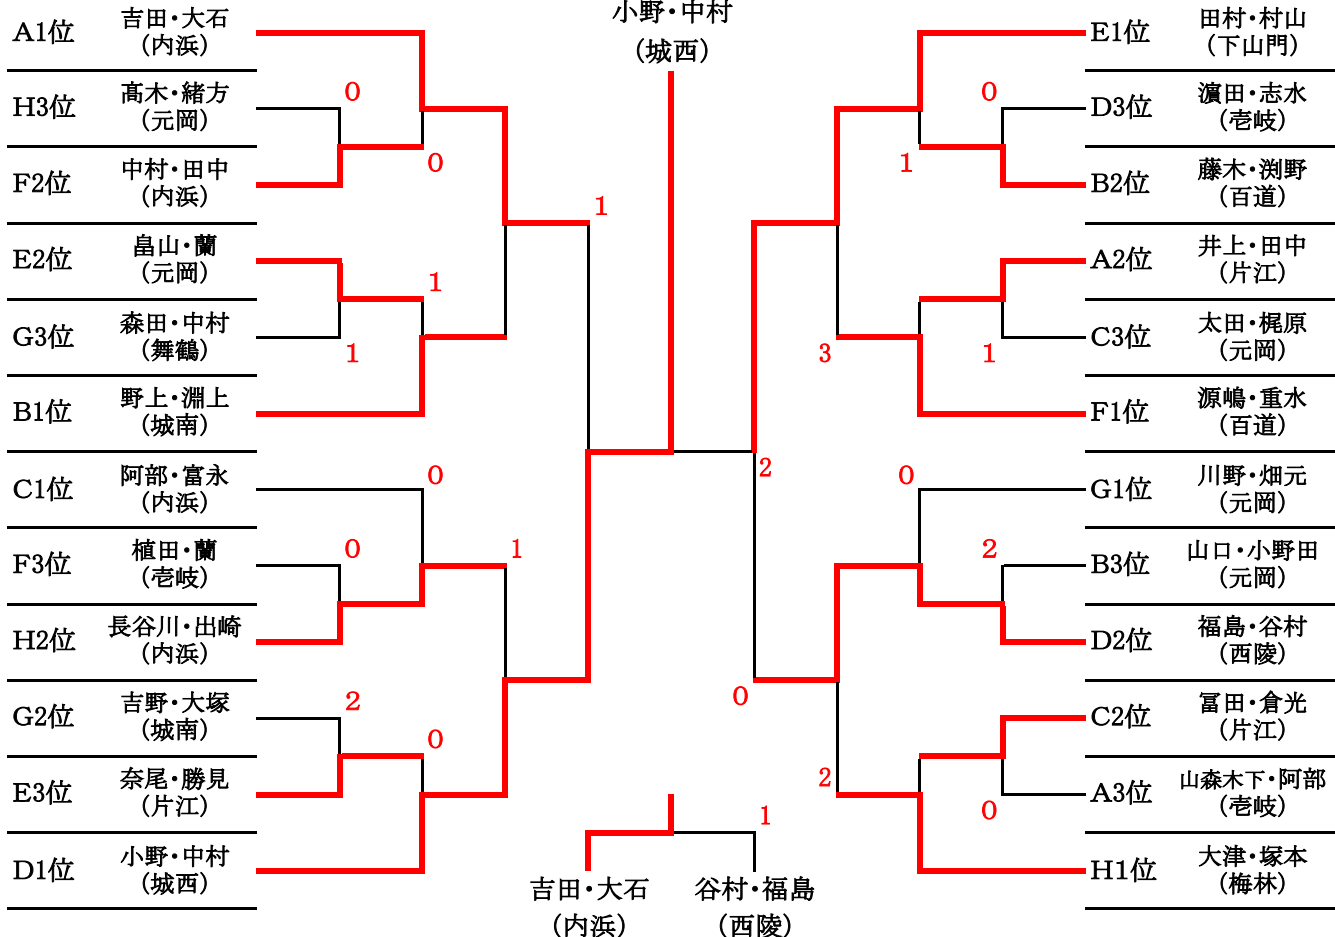 小野・中村
(城西)
A1位
吉田・大石
(内浜)
H3位
髙木・緒方
(元岡)
0
F2位
中村・田中
(内浜)
0
E2位
畠山・蘭
(元岡)
1
1
G3位
森田・中村
(舞鶴)
1
B1位
野上・淵上
(城南)
C1位
阿部・富永
(内浜)
0
F3位
植田・蘭
(壱岐)
0
1
H2位
長谷川・出崎
(内浜)
G2位
吉野・大塚
(城南)
2
0
E3位
奈尾・勝見
(片江)
D1位
小野・中村
(城西)
E1位
田村・村山
(下山門)
0
D3位
濵田・志水
(壱岐)
1
B2位
藤木・渕野
(百道)
A2位
井上・田中
(片江)
3
1
C3位
太田・梶原
(元岡)
F1位
源嶋・重水
(百道)
2
0
G1位
川野・畑元
(元岡)
2
B3位
山口・小野田
(元岡)
D2位
福島・谷村
(西陵)
0
C2位
冨田・倉光
(片江)
2
0
A3位
山森木下・阿部
(壱岐)
H1位
大津・塚本
(梅林)
1
吉田・大石
(内浜)
谷村・福島
(西陵)